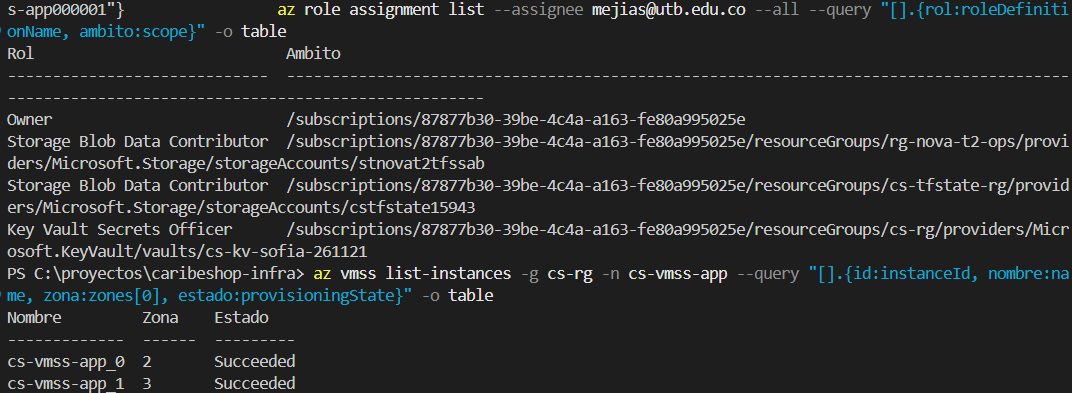 s-app000001"}                az role assignment list --assignee mejias@utb.edu.co --all --query "[].{rol:roleDefiniti
onName, ambito:scope}" -o table
Rol                          Ambito
---------------------------  ------------------------------------------------------------------------------
------------------------------------------------
Owner                        /subscriptions/87877b30-39be-4c4a-a163-fe80a995025e
Storage Blob Data Contributor  /subscriptions/87877b30-39be-4c4a-a163-fe80a995025e/resourceGroups/rg-nova-t2-ops/provi
ders/Microsoft.Storage/storageAccounts/stnovat2tfssab
Storage Blob Data Contributor  /subscriptions/87877b30-39be-4c4a-a163-fe80a995025e/resourceGroups/cs-tfstate-rg/provid
ers/Microsoft.Storage/storageAccounts/cstfstate15943
Key Vault Secrets Officer    /subscriptions/87877b30-39be-4c4a-a163-fe80a995025e/resourceGroups/cs-rg/providers/Micr
osoft.KeyVault/vaults/cs-kv-sofia-261121
PS C:\proyectos\caribeshop-infra> az vmss list-instances -g cs-rg -n cs-vmss-app --query "[].{id:instanceId, nombre:na
me, zona:zones[0], estado:provisioningState}" -o table
Nombre         Zona    Estado
-------------  ------  ---------
cs-vmss-app_0  2       Succeeded
cs-vmss-app_1  3       Succeeded